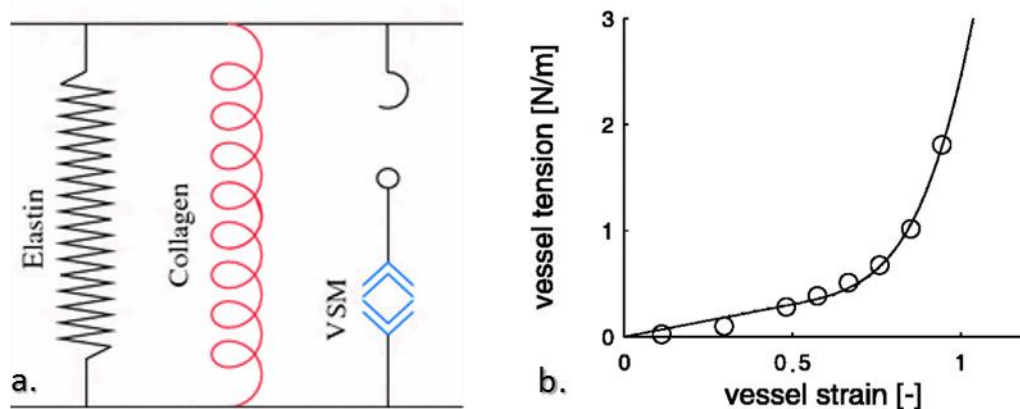 Elastin
Collagen
VSM
a.
vessel tension [N/m]
3
2
1
0
0
0.5
1
vessel strain [-]
b.